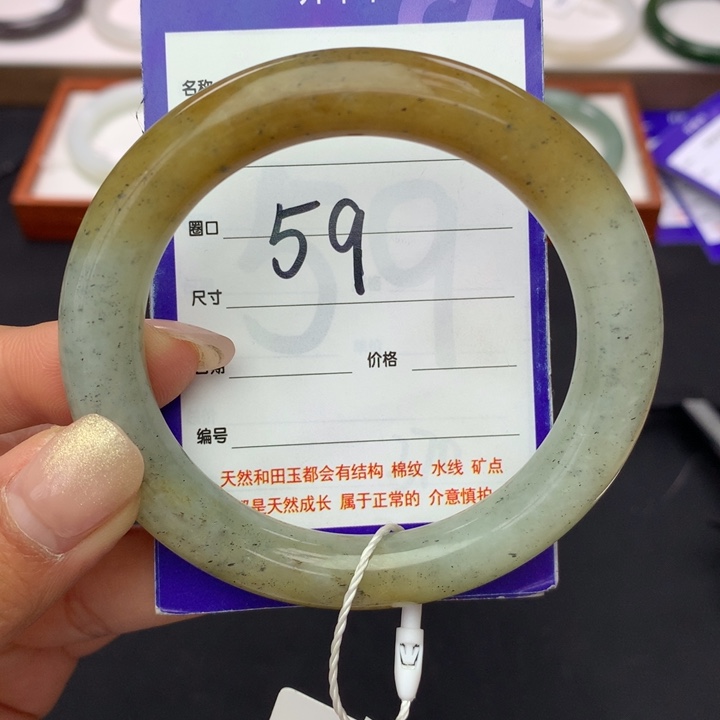 名称
圈口 59
尺寸
价格
编号
天然和田玉都会有结构 棉纹 水线 矿点
是天然成长 属于正常的 介意慎拍